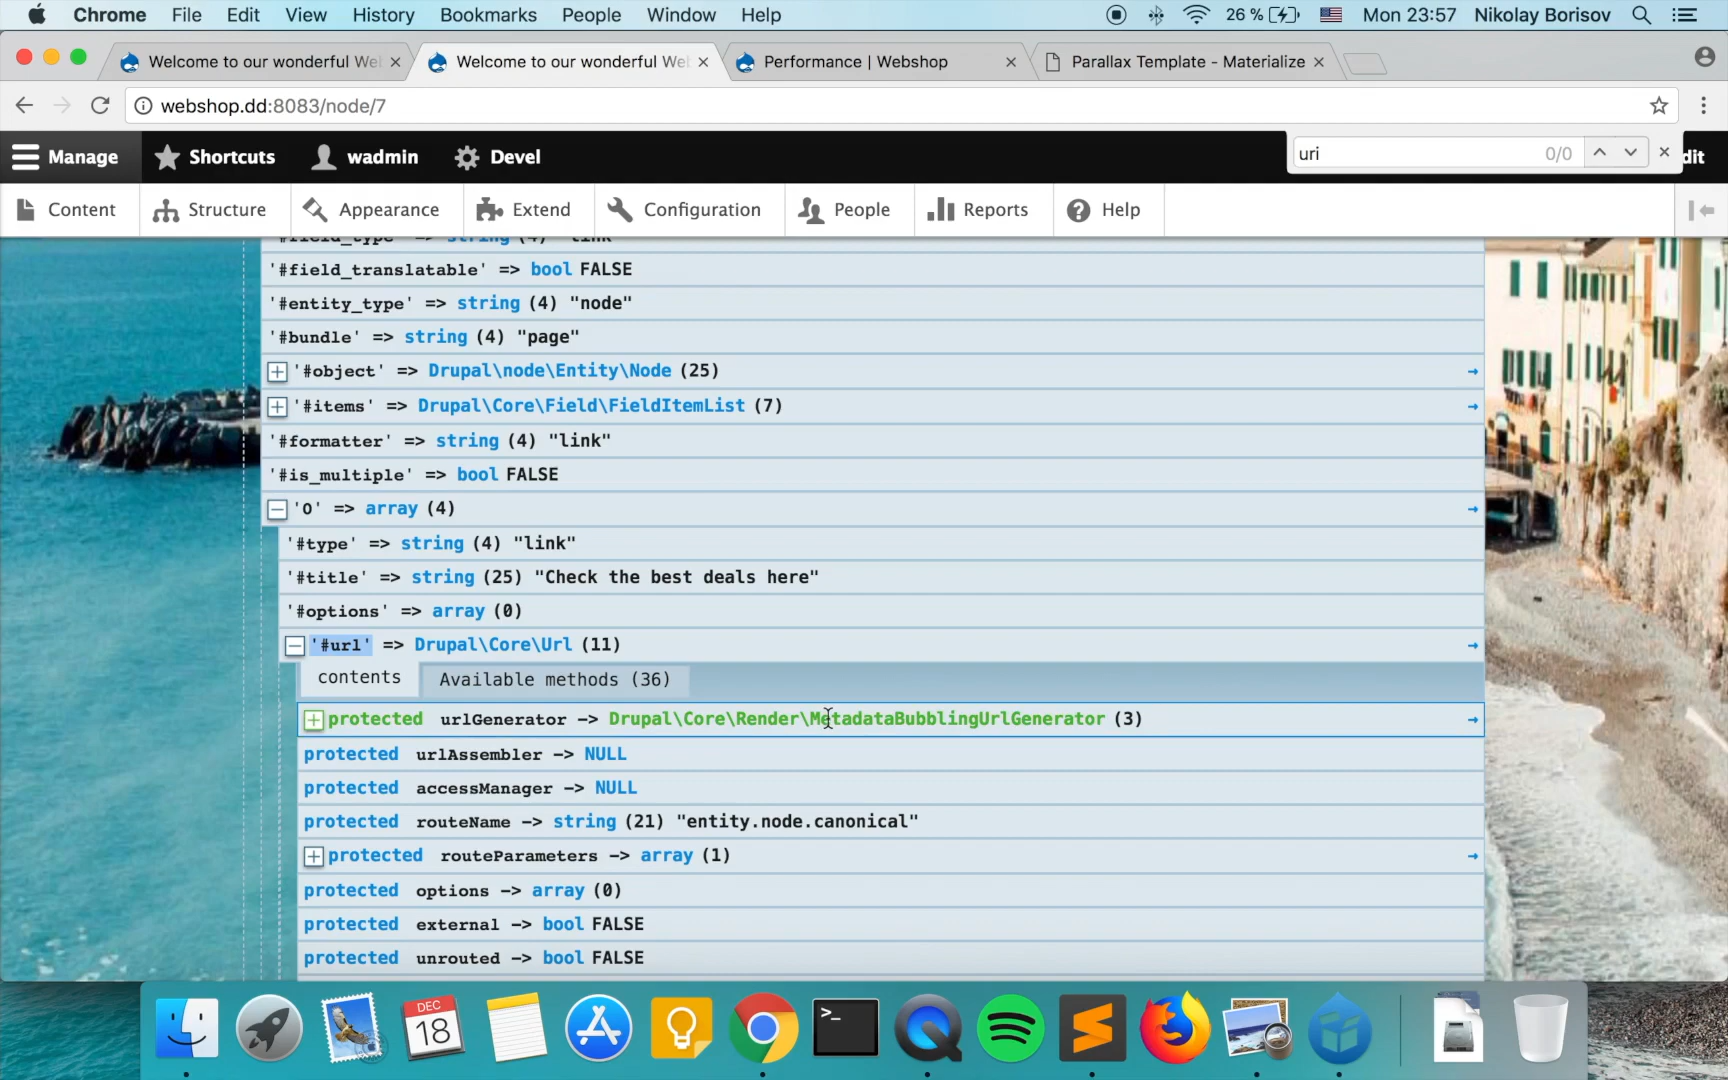 Chrome File Edit View History Bookmarks People Window Help 26 % Mon 23:57 Nikolay Borisov
Welcome to our wonderful We Welcome to our wonderful We Performance | Webshop Parallax Template - Materialize
webshop.dd:8083/node/7
Manage Shortcuts wadmin Devel uri 0/0 dit
Content Structure Appearance Extend Configuration People Reports Help
'#field_type' => string (4) "link"
'#field_translatable' => bool FALSE
'#entity_type' => string (4) "node"
'#bundle' => string (4) "page"
'#object' => Drupal\node\Entity\Node (25)
'#items' => Drupal\Core\Field\FieldItemList (7)
'#formatter' => string (4) "link"
'#is_multiple' => bool FALSE
'0' => array (4)
'#type' => string (4) "link"
'#title' => string (25) "Check the best deals here"
'#options' => array (0)
'#url' => Drupal\Core\Url (11)
contents Available methods (36)
protected urlGenerator -> Drupal\Core\Render\MetadataBubblingUrlGenerator (3)
protected urlAssembler -> NULL
protected accessManager -> NULL
protected routeName -> string (21) "entity.node.canonical"
protected routeParameters -> array (1)
protected options -> array (0)
protected external -> bool FALSE
protected unrouted -> bool FALSE
DEC
18